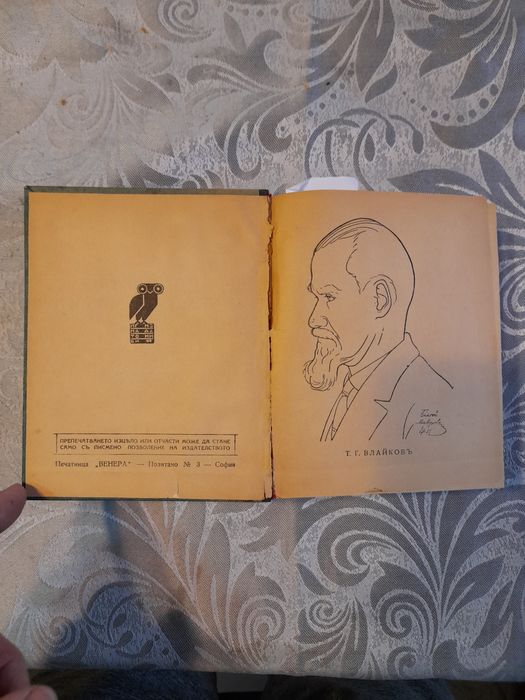 ПРЕПЕЧАТВАНЕТО ИЗЦѢЛО ИЛИ ОТЧАСТИ МОЖЕ ДА СТАНЕ
САМО СЪ ПИСМЕНО ПОЗВОЛЕНИЕ НА ИЗДАТЕЛСТВОТО
Печатница „ВЕНЕРА" — Позитано № 3 — София
Т. Г. ВЛАЙКОВЪ